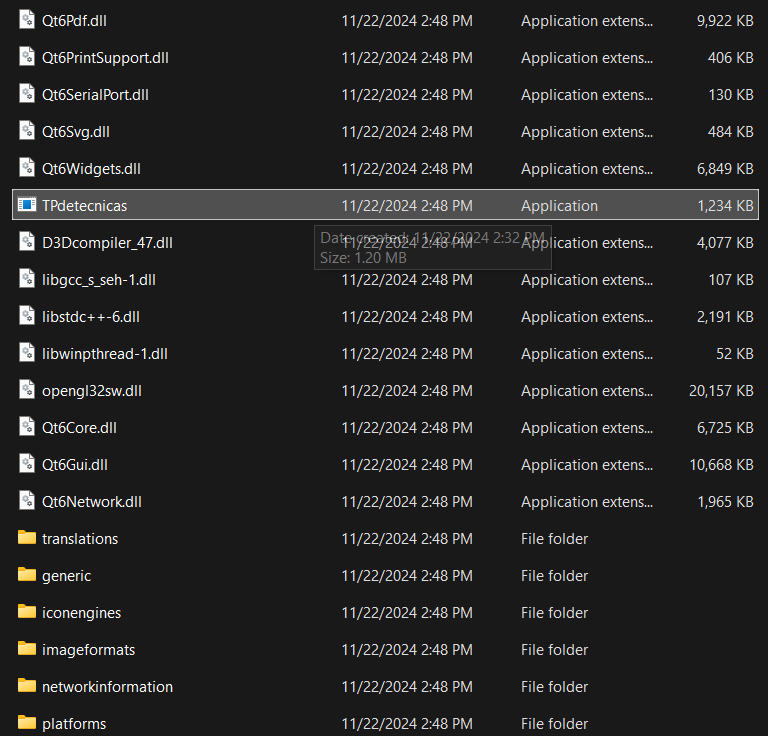 Qt6Pdf.dll 11/22/2024 2:48 PM Application extens... 9,922 KB
Qt6PrintSupport.dll 11/22/2024 2:48 PM Application extens... 406 KB
Qt6SerialPort.dll 11/22/2024 2:48 PM Application extens... 130 KB
Qt6Svg.dll 11/22/2024 2:48 PM Application extens... 484 KB
Qt6Widgets.dll 11/22/2024 2:48 PM Application extens... 6,849 KB
TPdetecnicas 11/22/2024 2:48 PM Application 1,234 KB
D3Dcompiler_47.dll 11/22/2024 2:48 PM Application extens... 4,077 KB
Date created: 11/22/2024 2:32 PM
Size: 1.20 MB
libgcc_s_seh-1.dll 11/22/2024 2:48 PM Application extens... 107 KB
libstdc++-6.dll 11/22/2024 2:48 PM Application extens... 2,191 KB
libwinpthread-1.dll 11/22/2024 2:48 PM Application extens... 52 KB
opengl32sw.dll 11/22/2024 2:48 PM Application extens... 20,157 KB
Qt6Core.dll 11/22/2024 2:48 PM Application extens... 6,725 KB
Qt6Gui.dll 11/22/2024 2:48 PM Application extens... 10,668 KB
Qt6Network.dll 11/22/2024 2:48 PM Application extens... 1,965 KB
translations 11/22/2024 2:48 PM File folder
generic 11/22/2024 2:48 PM File folder
iconengines 11/22/2024 2:48 PM File folder
imageformats 11/22/2024 2:48 PM File folder
networkinformation 11/22/2024 2:48 PM File folder
platforms 11/22/2024 2:48 PM File folder